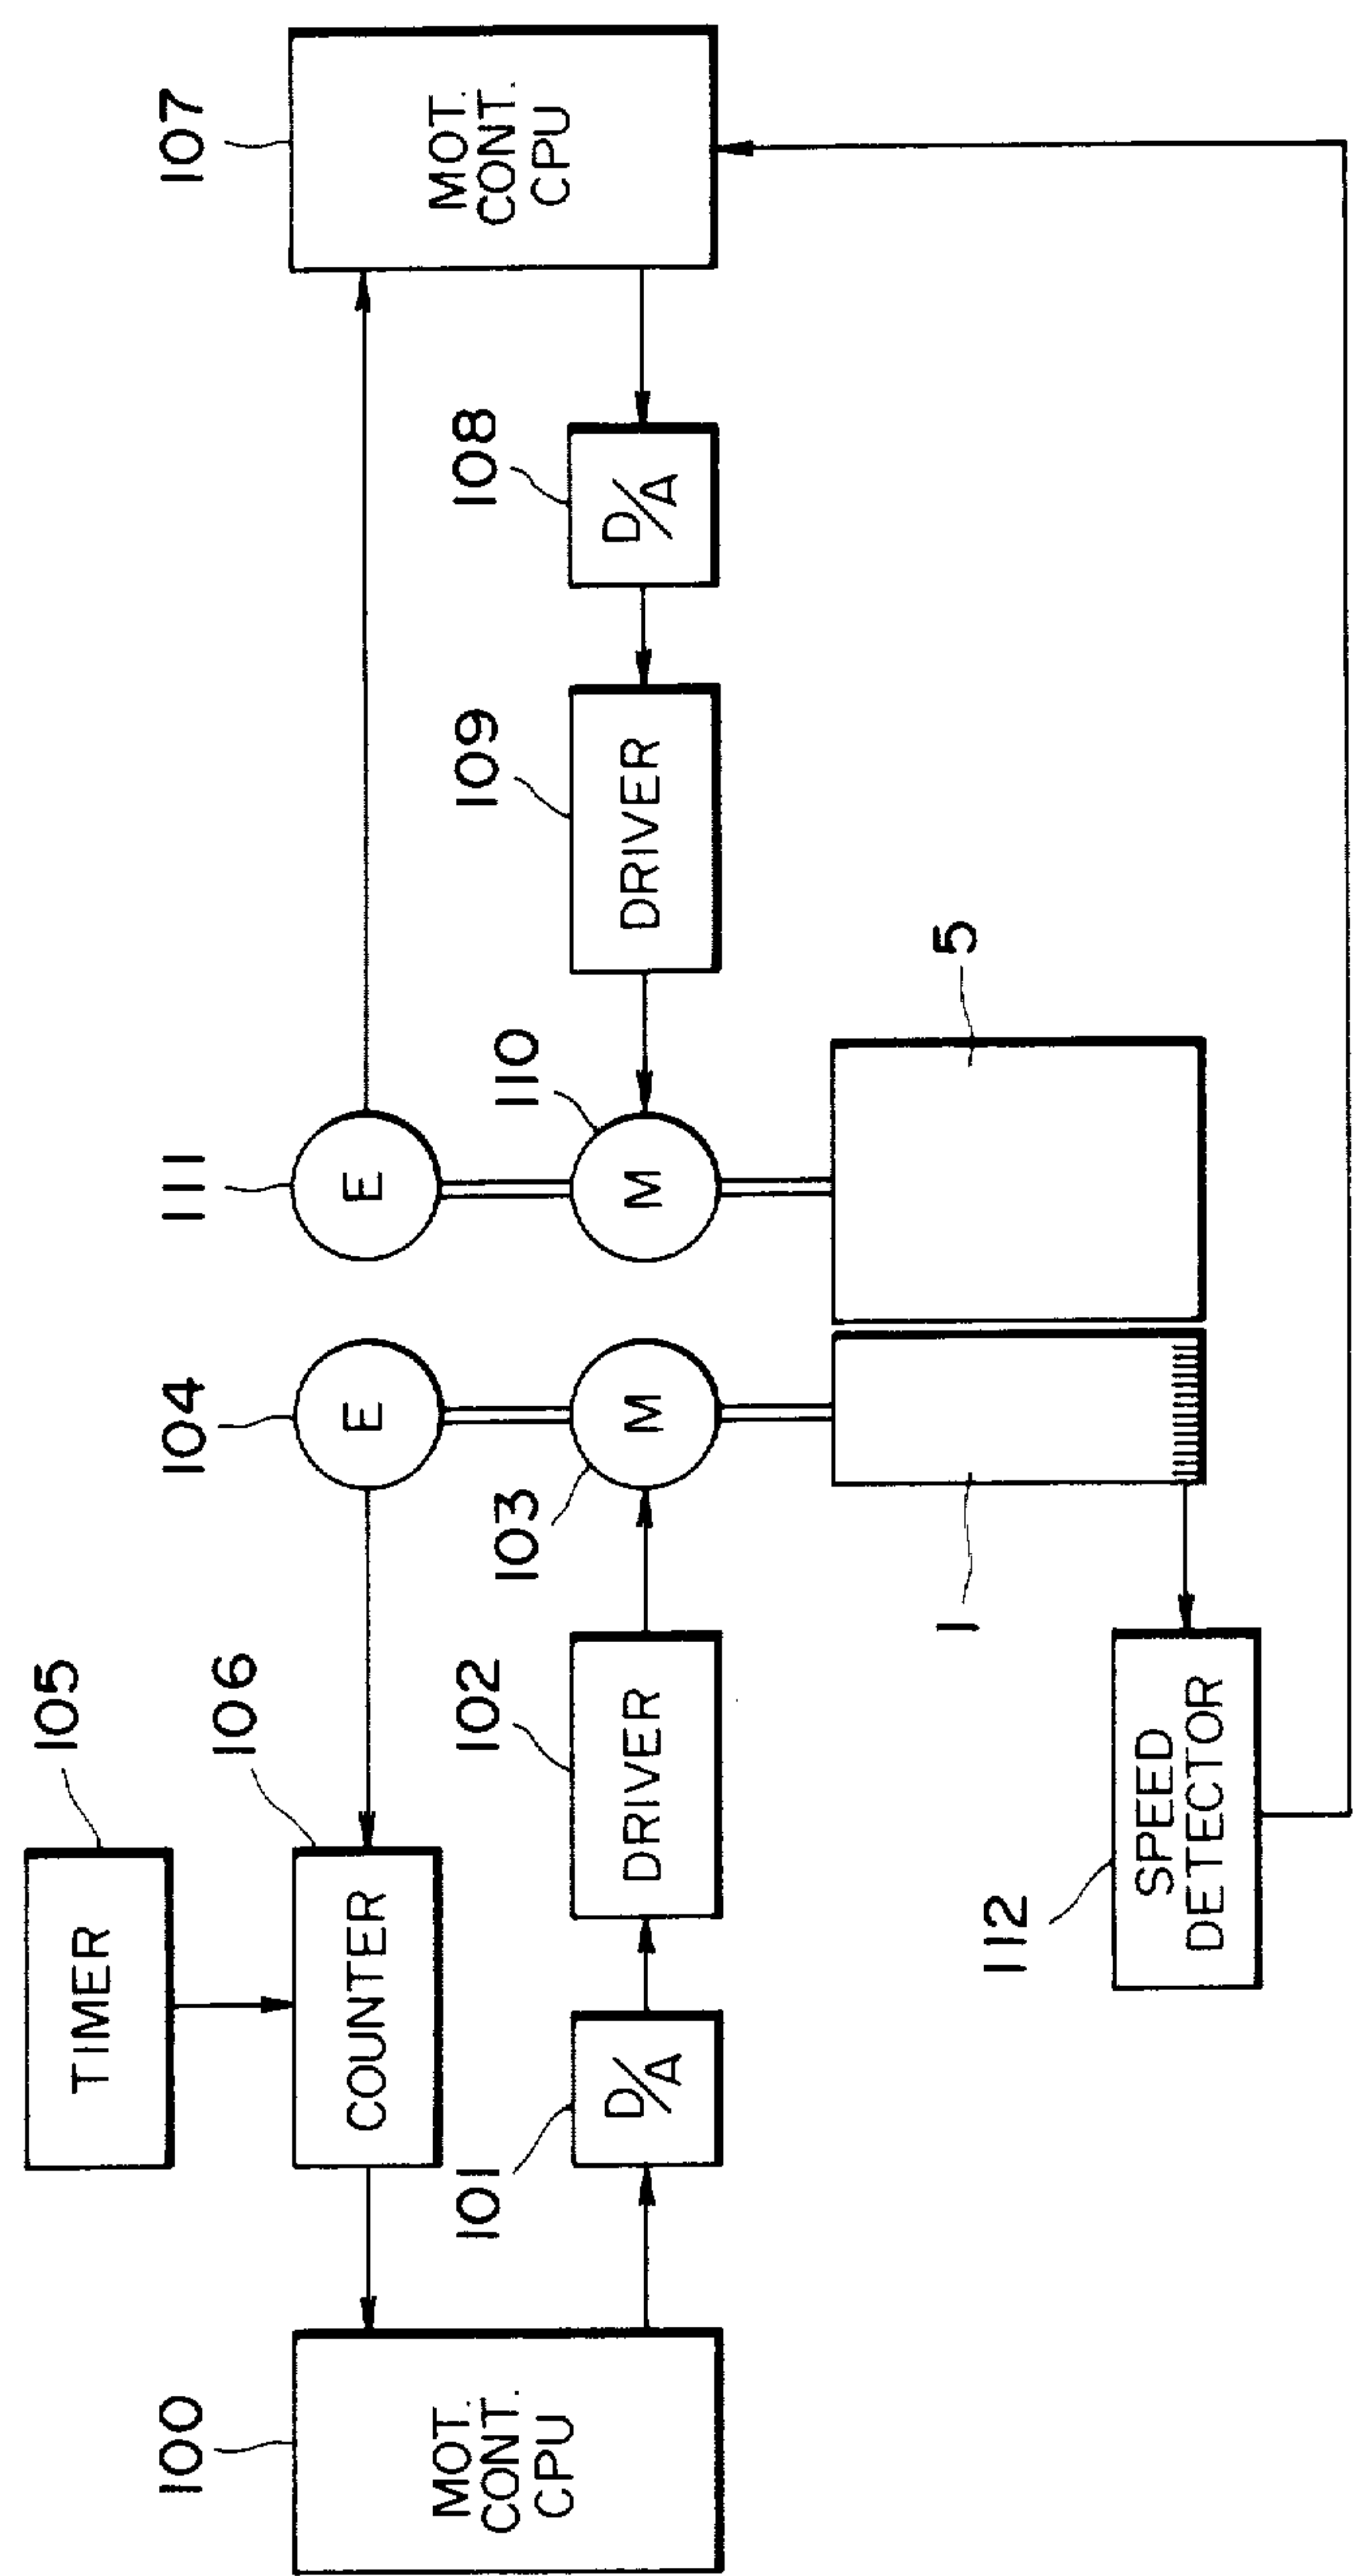 105
TIMER
100
MOT.
CONT.
CPU
106
COUNTER
104
E
111
E
107
MOT.
CONT.
CPU
101
D/A
102
DRIVER
103
M
110
M
109
DRIVER
108
D/A
1
5
112
SPEED
DETECTOR